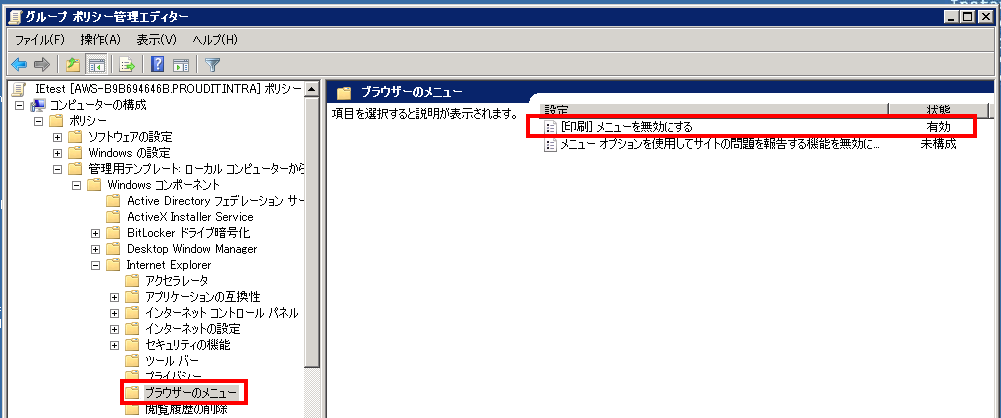 グループ ポリシー管理エディター
ファイル(F) 操作(A) 表示(V) ヘルプ(H)
IEtest [AWS-B9B694646B.PROUDIT.INTRA] ポリシー
コンピューターの構成
ポリシー
ソフトウェアの設定
Windows の設定
管理用テンプレート: ローカル コンピューターから
Windows コンポーネント
Active Directory フェデレーション サー
ActiveX Installer Service
BitLocker ドライブ暗号化
Desktop Window Manager
Internet Explorer
アクセラレータ
アプリケーションの互換性
インターネット コントロール パネル
インターネットの設定
セキュリティの機能
ツール バー
プライバシー
ブラウザーのメニュー
閲覧履歴の削除
ブラウザーのメニュー
項目を選択すると説明が表示されます。
設定 状態
[印刷] メニューを無効にする 有効
メニュー オプションを使用してサイトの問題を報告する機能を無効に... 未構成